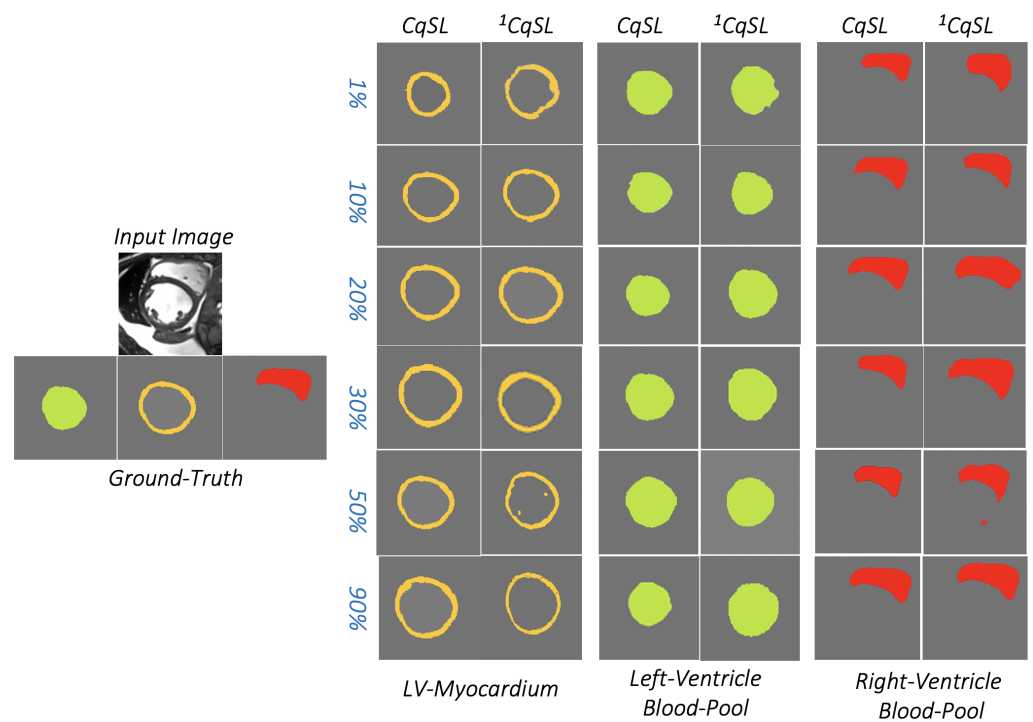 CqSL ¹CqSL CqSL ¹CqSL CqSL ¹CqSL
1%
10%
Input Image
20%
30%
Ground-Truth
50%
90%
LV-Myocardium
Left-Ventricle
Blood-Pool
Right-Ventricle
Blood-Pool